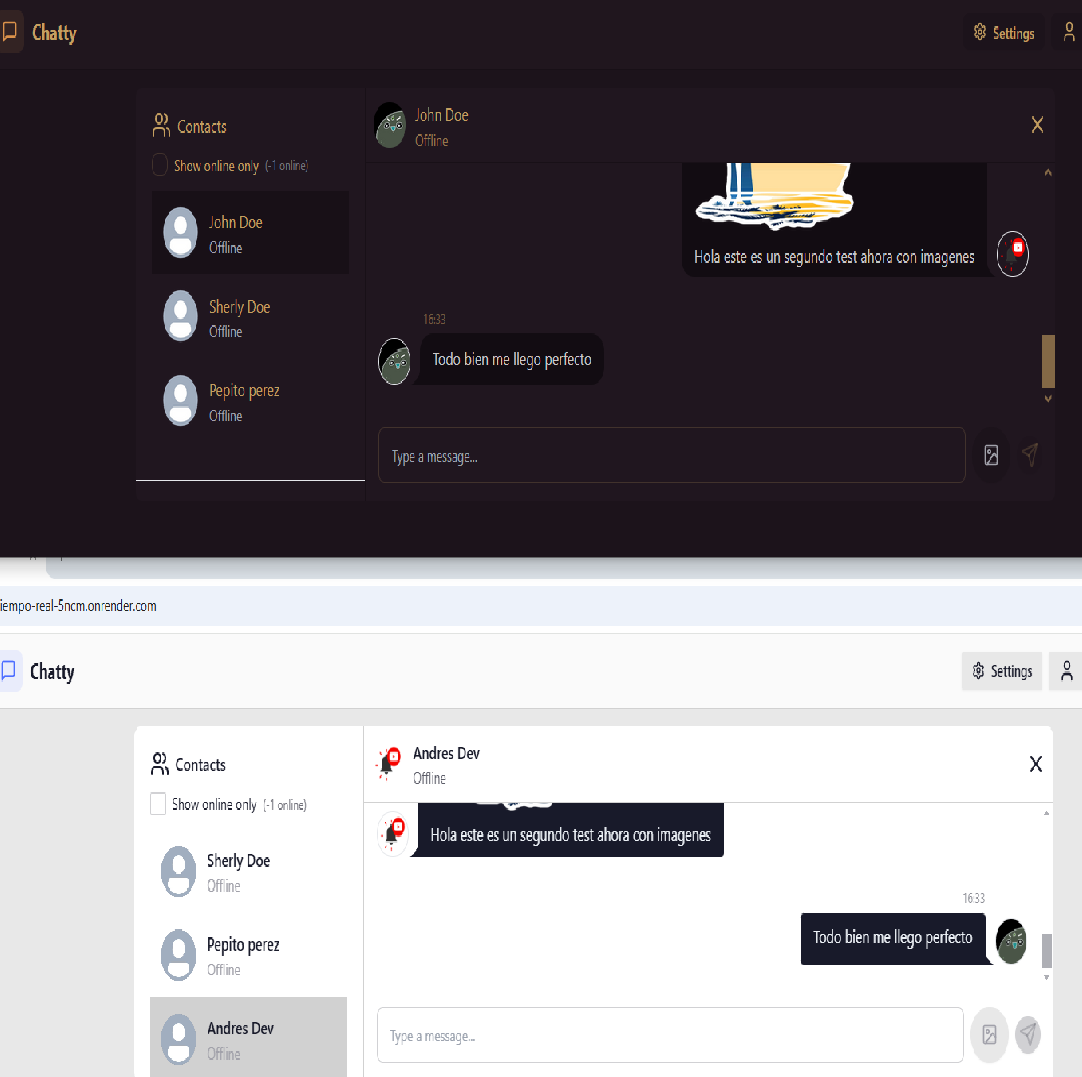 Chatty
Settings
Contacts
Show online only (-1 online)
John Doe
Offline
Sherly Doe
Offline
Pepito perez
Offline
John Doe
Offline
X
Hola este es un segundo test ahora con imagenes
16:33
Todo bien me llego perfecto
Type a message...
iempo-real-5ncm.onrender.com
Chatty
Settings
Contacts
Show online only (-1 online)
Sherly Doe
Offline
Pepito perez
Offline
Andres Dev
Offline
Andres Dev
Offline
X
Hola este es un segundo test ahora con imagenes
16:33
Todo bien me llego perfecto
Type a message...